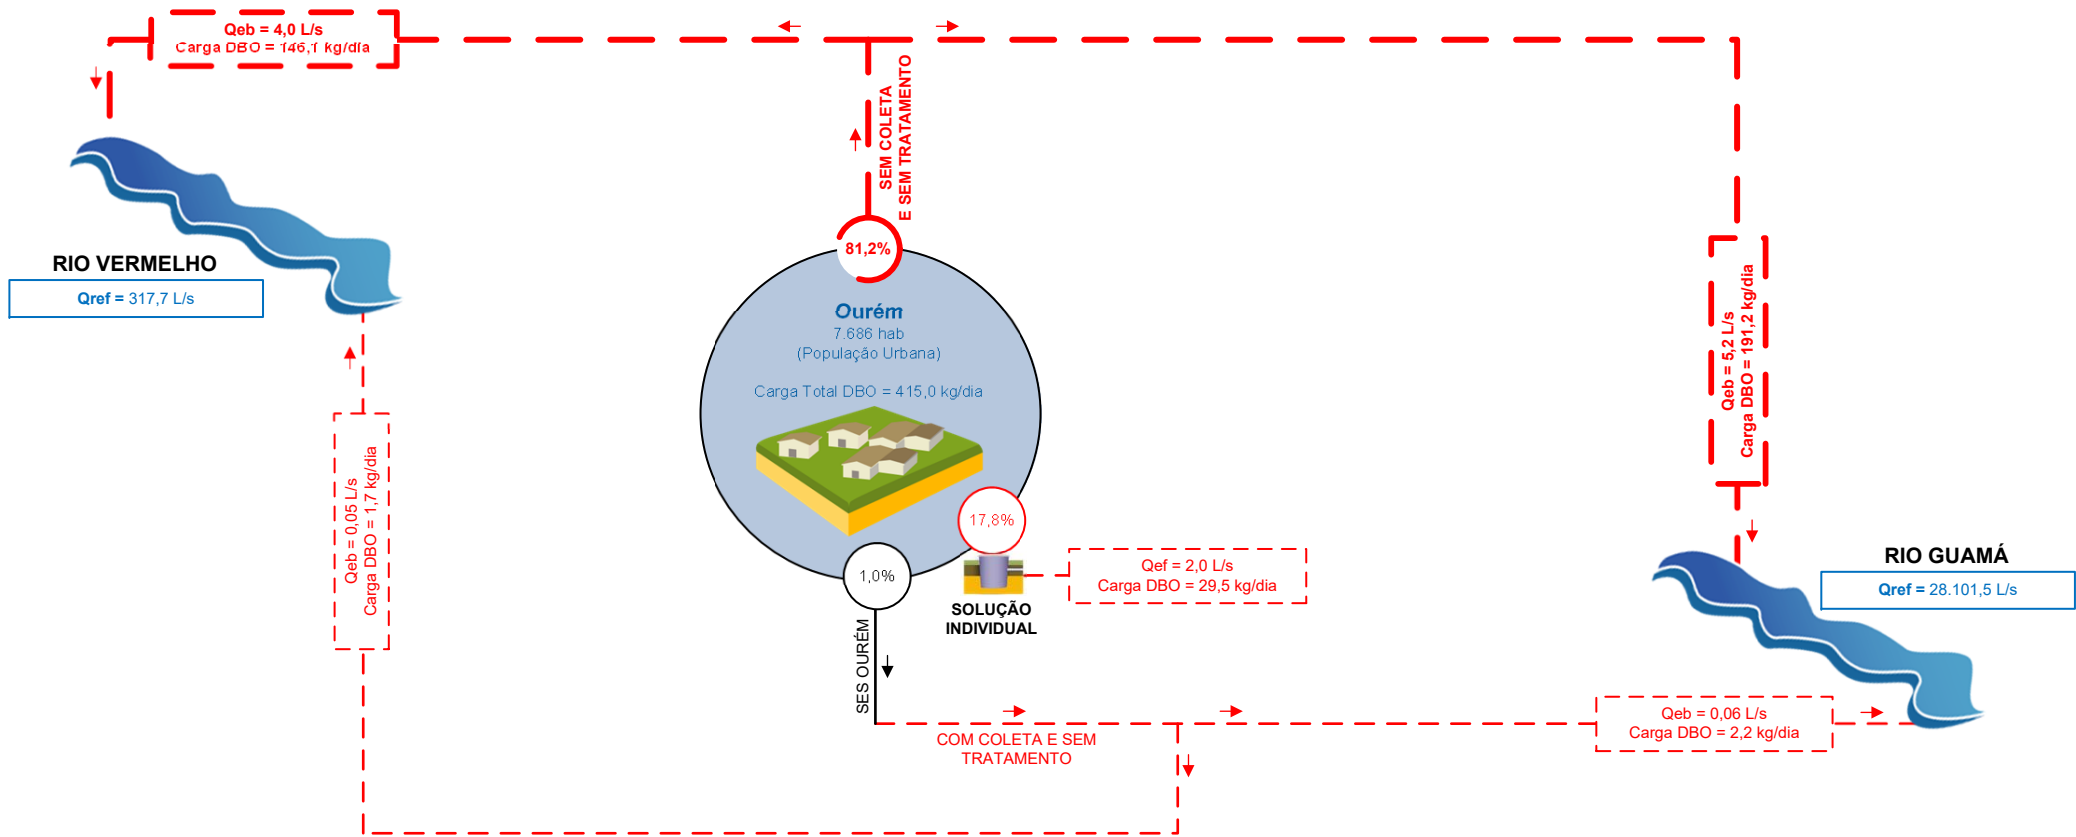 Qeb = 4,0 L/s
Carga DBO = 146,1 kg/dia
SEM COLETA
E SEM TRATAMENTO
81,2%
RIO VERMELHO
Qref = 317,7 L/s
Ourém
7.686 hab
(População Urbana)
Carga Total DBO = 415,0 kg/dia
Qeb = 5,2 L/s
Carga DBO = 191,2 kg/dia
Qeb = 0,05 L/s
Carga DBO = 1,7 kg/dia
17,8%
1,0%
SOLUÇÃO
INDIVIDUAL
Qef = 2,0 L/s
Carga DBO = 29,5 kg/dia
RIO GUAMÁ
Qref = 28.101,5 L/s
SES OURÉM
COM COLETA E SEM
TRATAMENTO
Qeb = 0,06 L/s
Carga DBO = 2,2 kg/dia